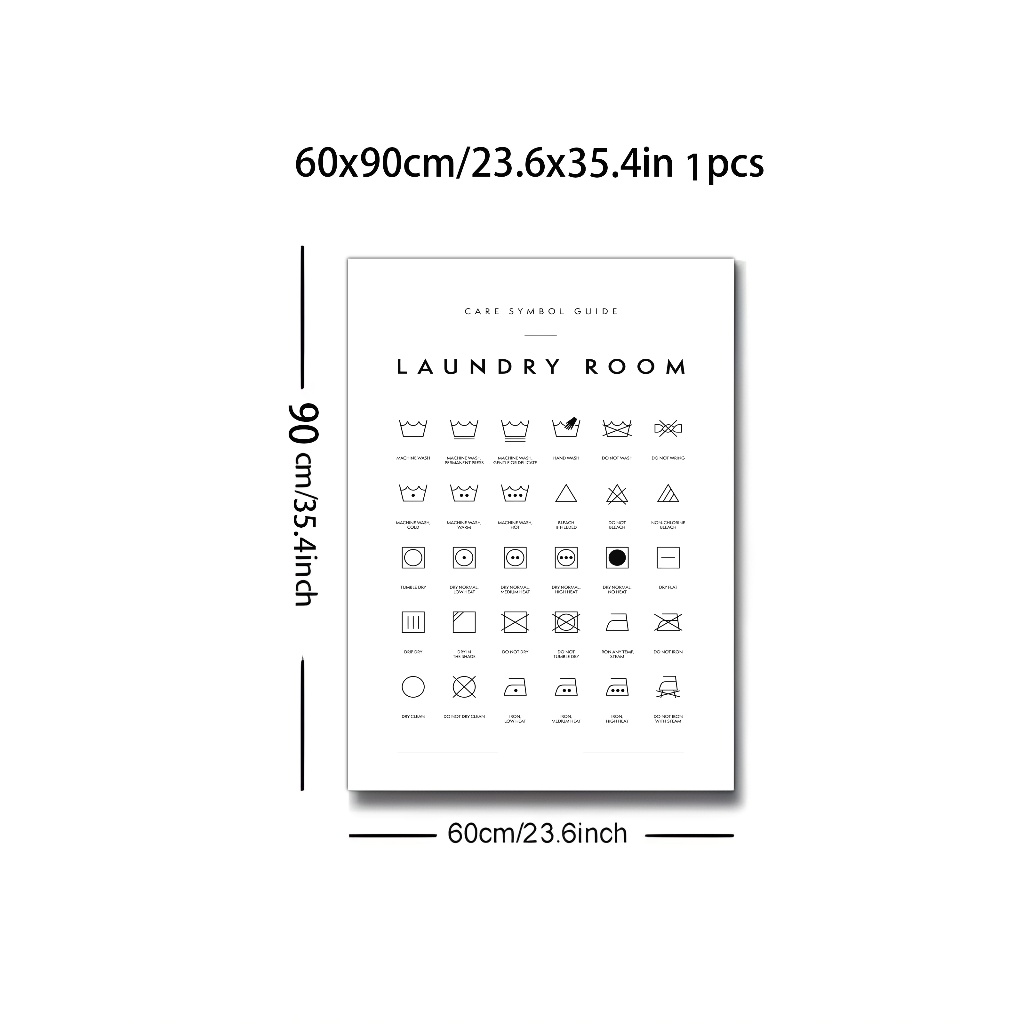 60x90cm/23.6x35.4in 1pcs
90 cm/35.4inch
CARE SYMBOL GUIDE
LAUNDRY ROOM
MACHINE WASH
MACHINE WASH,
PERMANENT PRESS
MACHINE WASH,
GENTLE OR DELICATE
HAND WASH
DO NOT WASH
DO NOT WRING
MACHINE WASH,
COLD
MACHINE WASH,
WARM
MACHINE WASH,
HOT
BLEACH
IF NEEDED
DO NOT
BLEACH
NON-CHLORINE
BLEACH
TUMBLE DRY
DRY NORMAL,
LOW HEAT
DRY NORMAL,
MEDIUM HEAT
DRY NORMAL,
HIGH HEAT
DRY NORMAL,
NO HEAT
DRY FLAT
DRIP DRY
DRY IN
THE SHADE
DO NOT DRY
DO NOT
TUMBLE DRY
IRON ANY TEMP,
STEAM
DO NOT IRON
DRY CLEAN
DO NOT DRY CLEAN
IRON,
LOW HEAT
IRON,
MEDIUM HEAT
IRON,
HIGH HEAT
DO NOT IRON
WITH STEAM
60cm/23.6inch